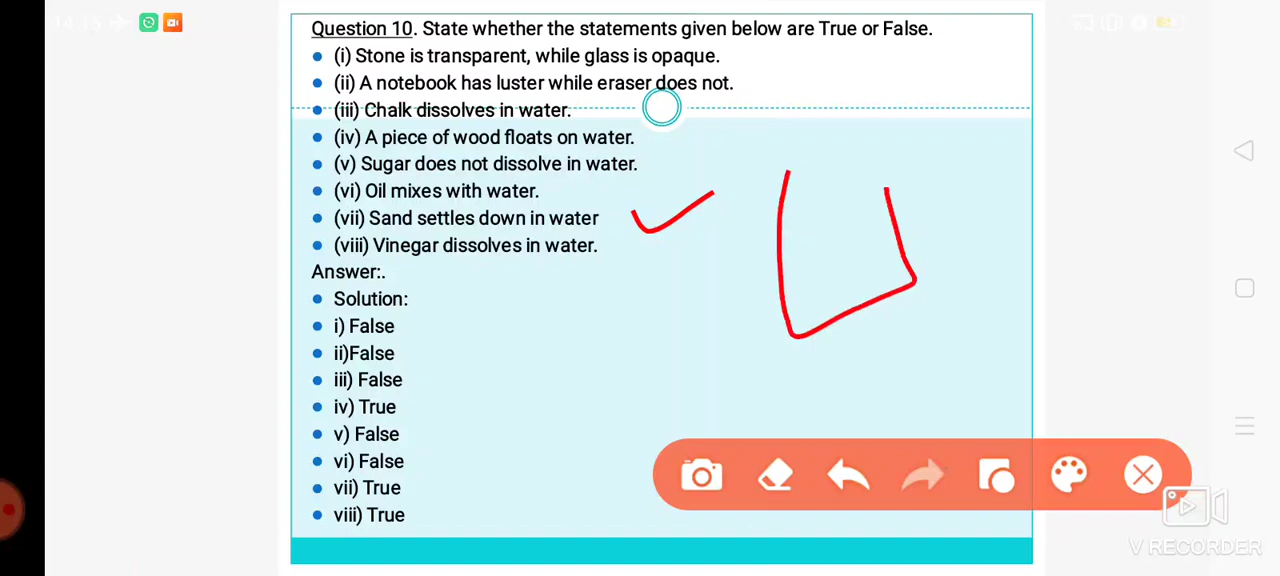 14:15
Question 10. State whether the statements given below are True or False.
(i) Stone is transparent, while glass is opaque.
(ii) A notebook has luster while eraser does not.
(iii) Chalk dissolves in water.
(iv) A piece of wood floats on water.
(v) Sugar does not dissolve in water.
(vi) Oil mixes with water.
(vii) Sand settles down in water
(viii) Vinegar dissolves in water.
Answer:.
Solution:
i) False
ii)False
iii) False
iv) True
v) False
vi) False
vii) True
viii) True
V RECORDER